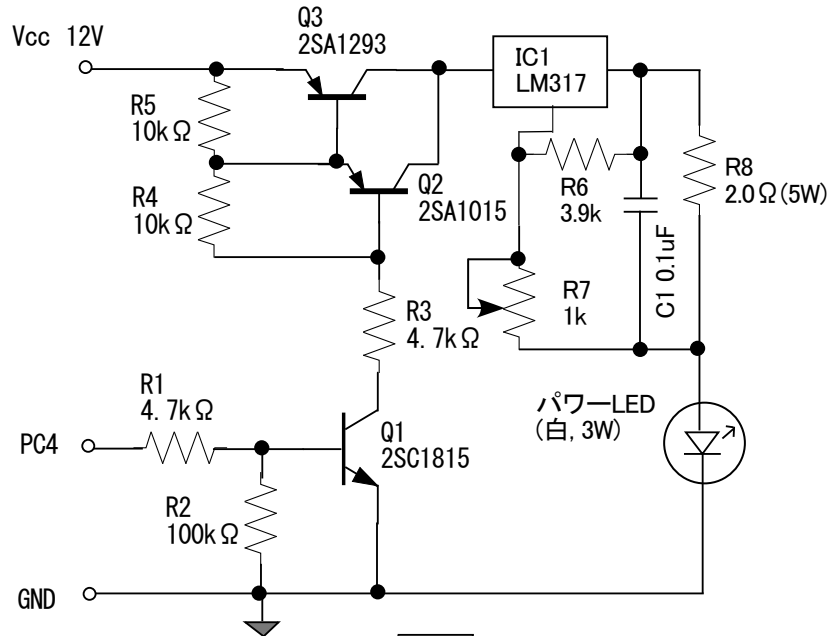 Vcc 12V
Q3
2SA1293
IC1
LM317
R5
10kΩ
R4
10kΩ
Q2
2SA1015
R6
3.9k
R8
2.0Ω(5W)
C1 0.1uF
R7
1k
R3
4.7kΩ
R1
4.7kΩ
PC4
Q1
2SC1815
パワーLED
(白,3W)
R2
100kΩ
GND